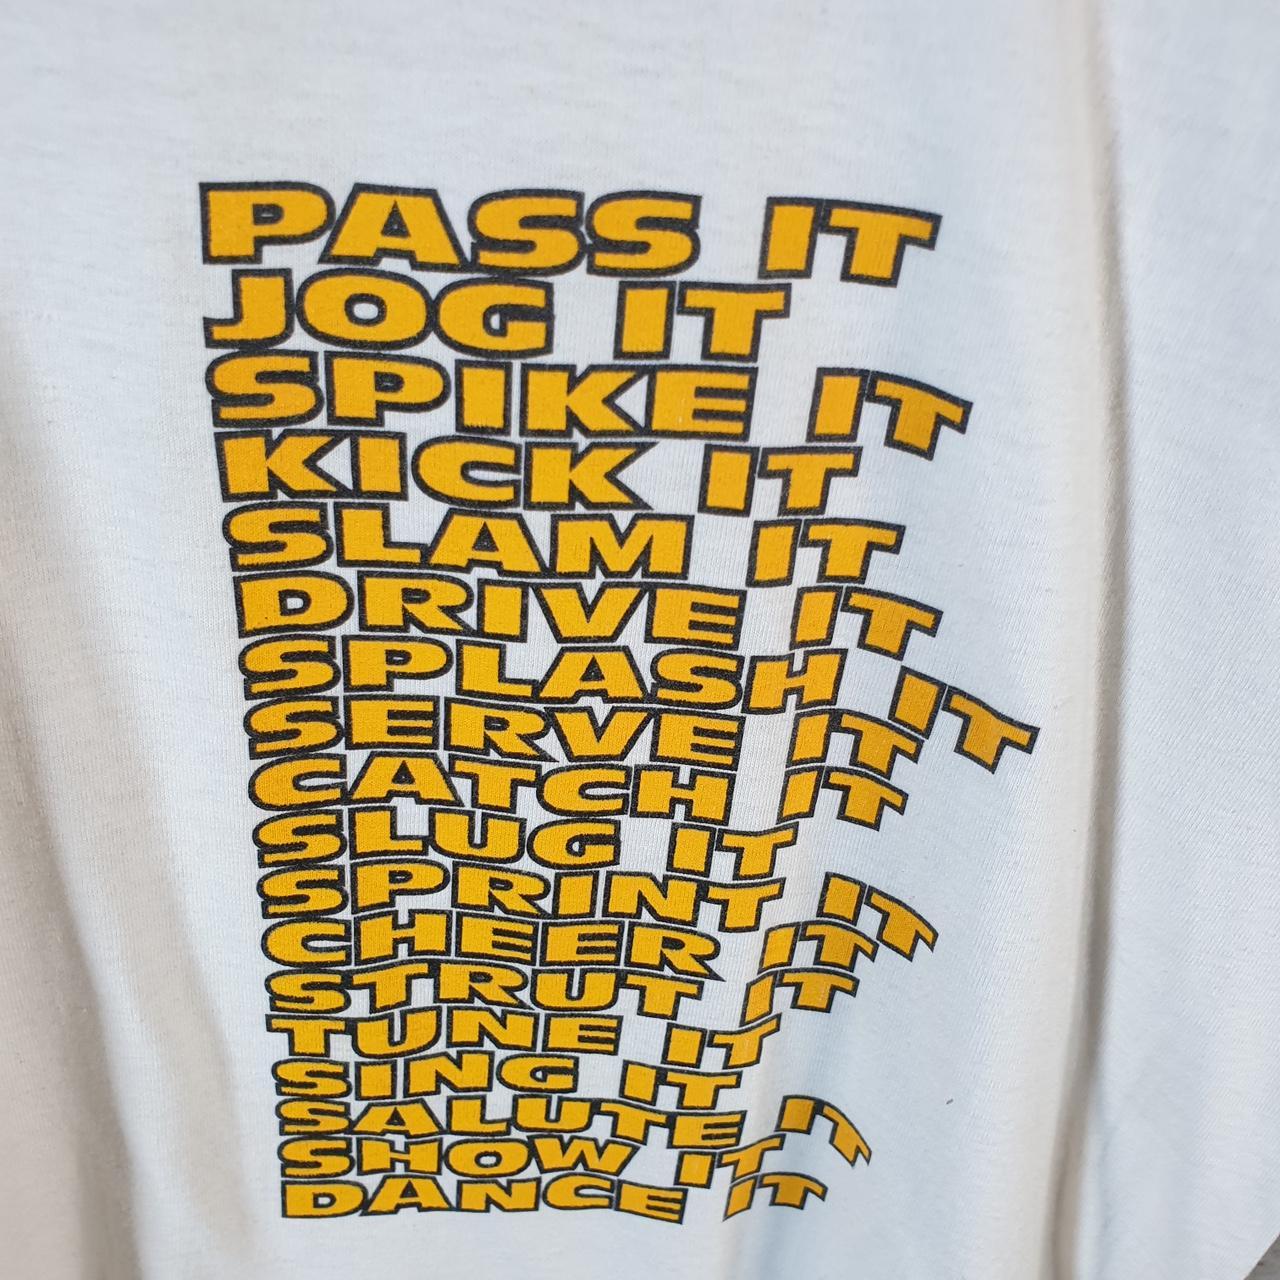 PASS IT
JOG IT
SPIKE IT
KICK IT
SLAM IT
DRIVE IT
SPLASH IT
SERVE IT
CATCH IT
SLUG IT
SPRINT IT
CHEER IT
STRUT IT
TUNE IT
SING IT
SALUTE IT
SHOW IT
DANCE IT